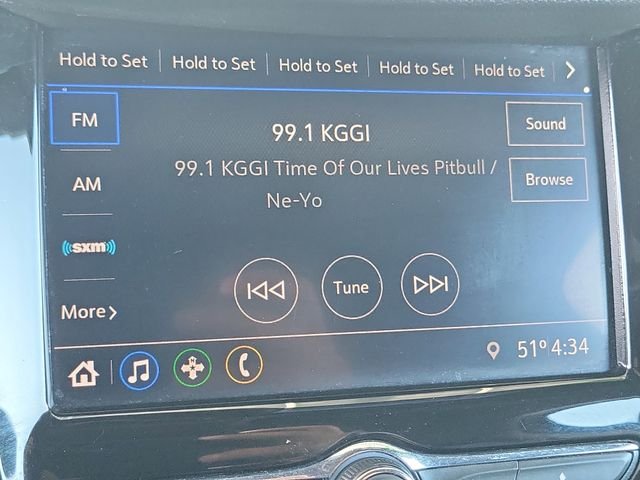 Hold to Set Hold to Set Hold to Set Hold to Set Hold to Set
FM
99.1 KGGI
Sound
99.1 KGGI Time Of Our Lives Pitbull /
Ne-Yo
AM
Browse
sxm
More
Tune
N
51° 4:34